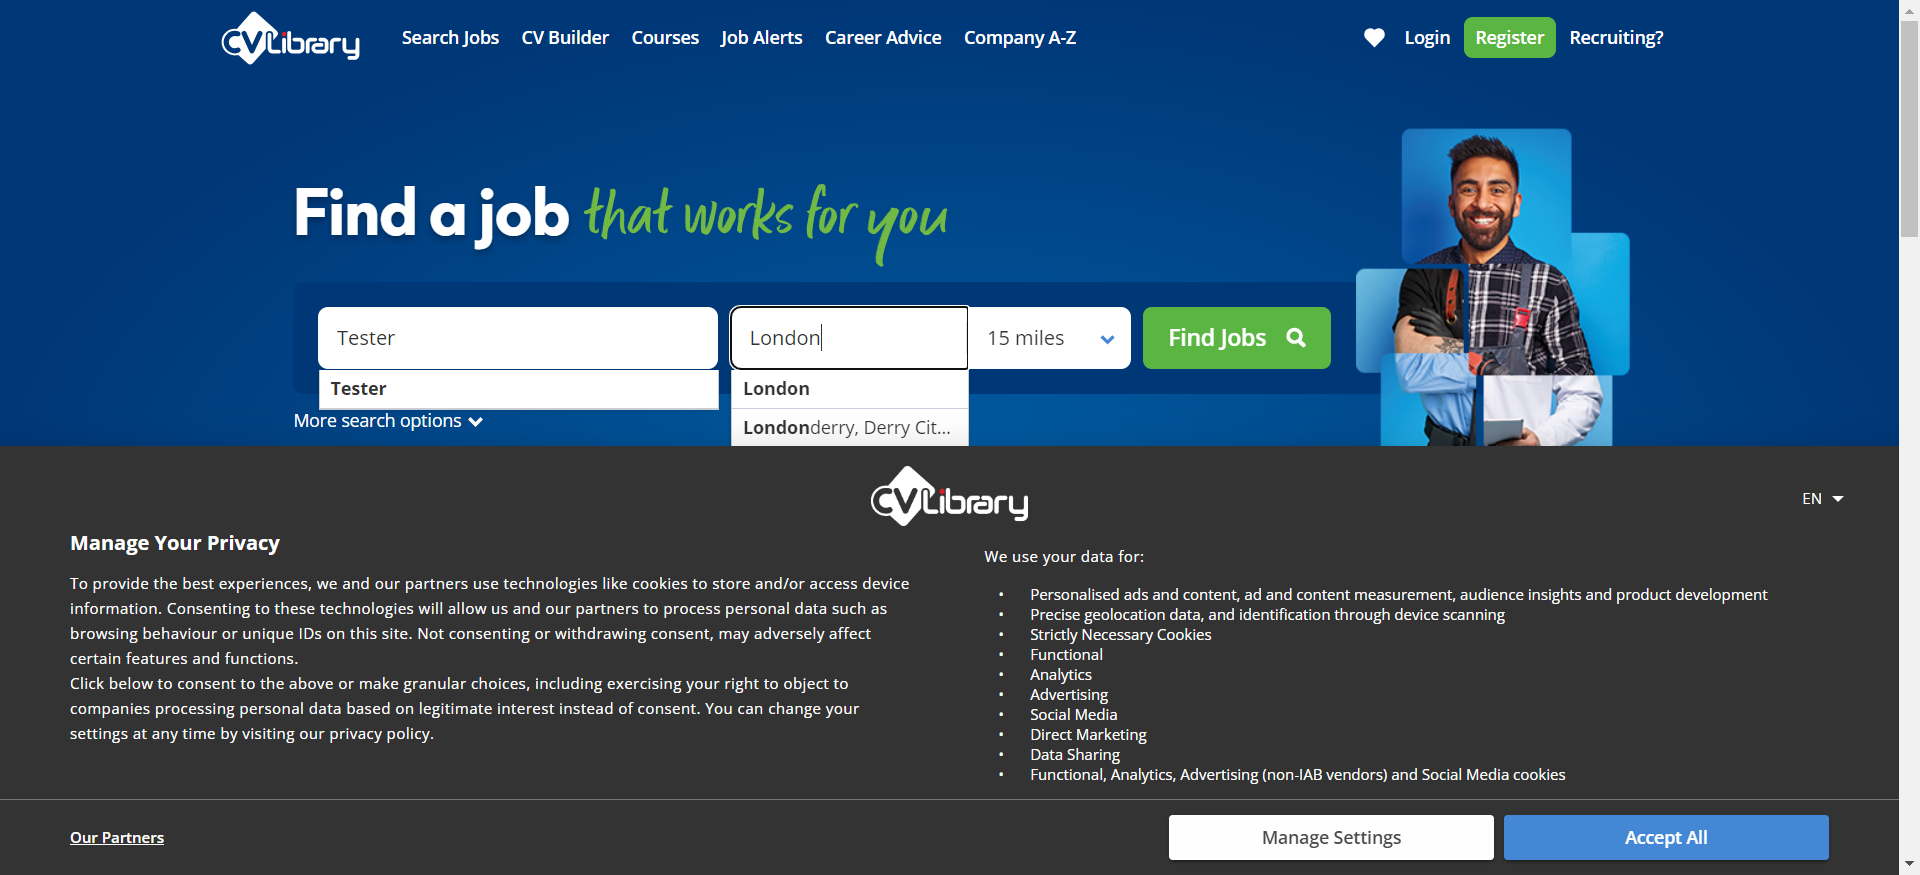 CVLibrary
Search Jobs
CV Builder
Courses
Job Alerts
Career Advice
Company A-Z
Login
Register
Recruiting?
Find a job that works for you
Tester
London
15 miles
Find Jobs
Tester
London
Londonderry, Derry Cit...
More search options
CVLibrary
EN
Manage Your Privacy
To provide the best experiences, we and our partners use technologies like cookies to store and/or access device
information. Consenting to these technologies will allow us and our partners to process personal data such as
browsing behaviour or unique IDs on this site. Not consenting or withdrawing consent, may adversely affect
certain features and functions.
Click below to consent to the above or make granular choices, including exercising your right to object to
companies processing personal data based on legitimate interest instead of consent. You can change your
settings at any time by visiting our privacy policy.
We use your data for:
• Personalised ads and content, ad and content measurement, audience insights and product development
• Precise geolocation data, and identification through device scanning
• Strictly Necessary Cookies
• Functional
• Analytics
• Advertising
• Social Media
• Direct Marketing
• Data Sharing
• Functional, Analytics, Advertising (non-IAB vendors) and Social Media cookies
Our Partners
Manage Settings
Accept All